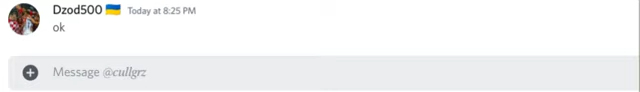 Dzod500 🇺🇦 Today at 8:25 PM
ok
Message @cullgrz